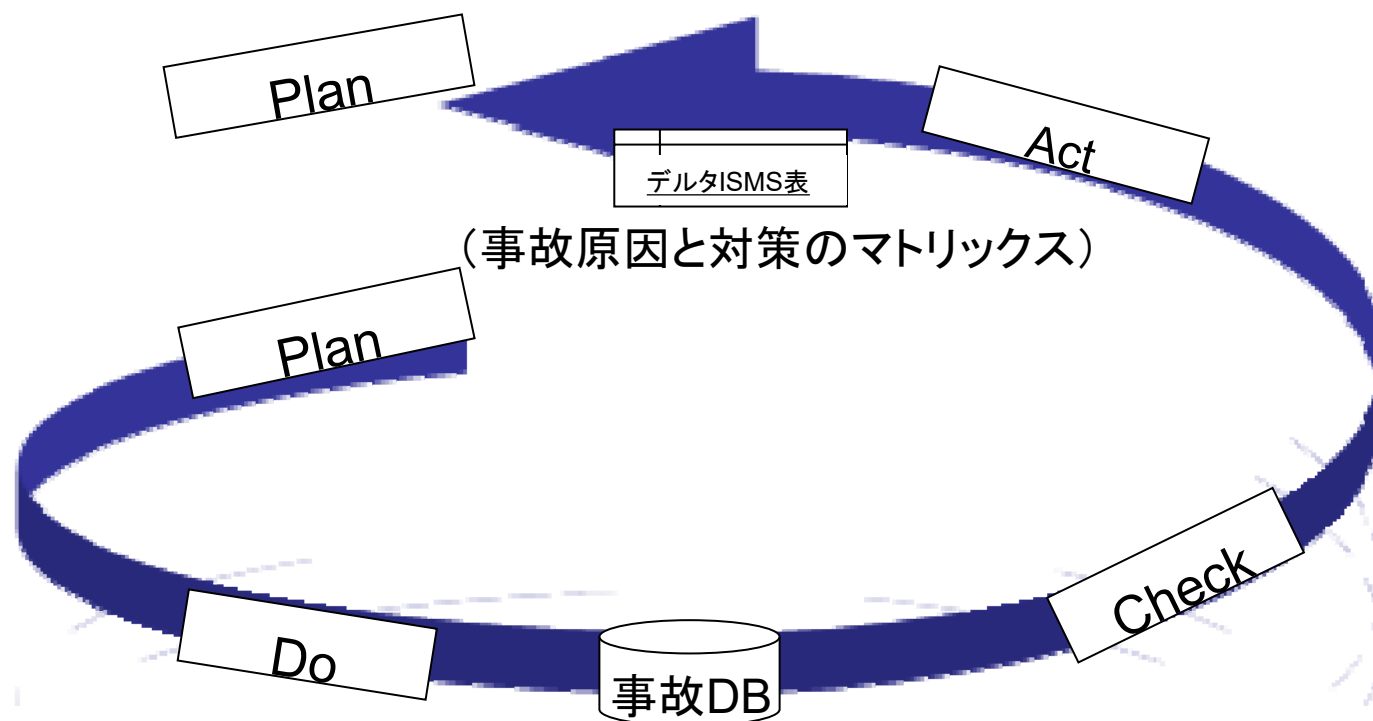 Plan
Act
デルタISMS表
（事故原因と対策のマトリックス）
Plan
Check
Do
事故DB